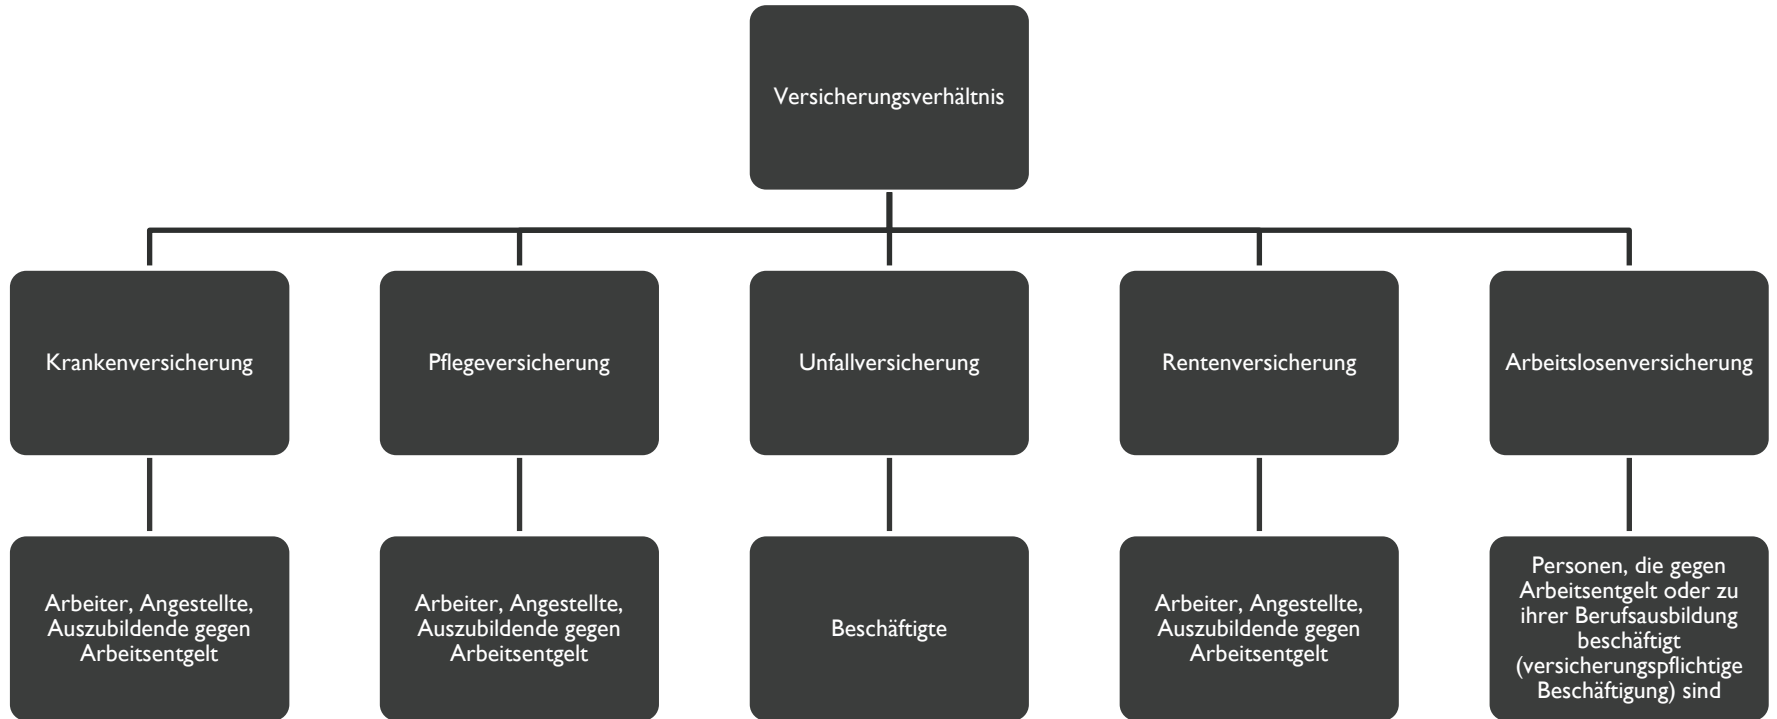 Versicherungsverhältnis
Krankenversicherung
Pflegeversicherung
Unfallversicherung
Rentenversicherung
Arbeitslosenversicherung
Arbeiter, Angestellte,
Auszubildende gegen
Arbeitsentgelt
Arbeiter, Angestellte,
Auszubildende gegen
Arbeitsentgelt
Beschäftigte
Arbeiter, Angestellte,
Auszubildende gegen
Arbeitsentgelt
Personen, die gegen
Arbeitsentgelt oder zu
ihrer Berufsausbildung
beschäftigt
(versicherungspflichtige
Beschäftigung) sind